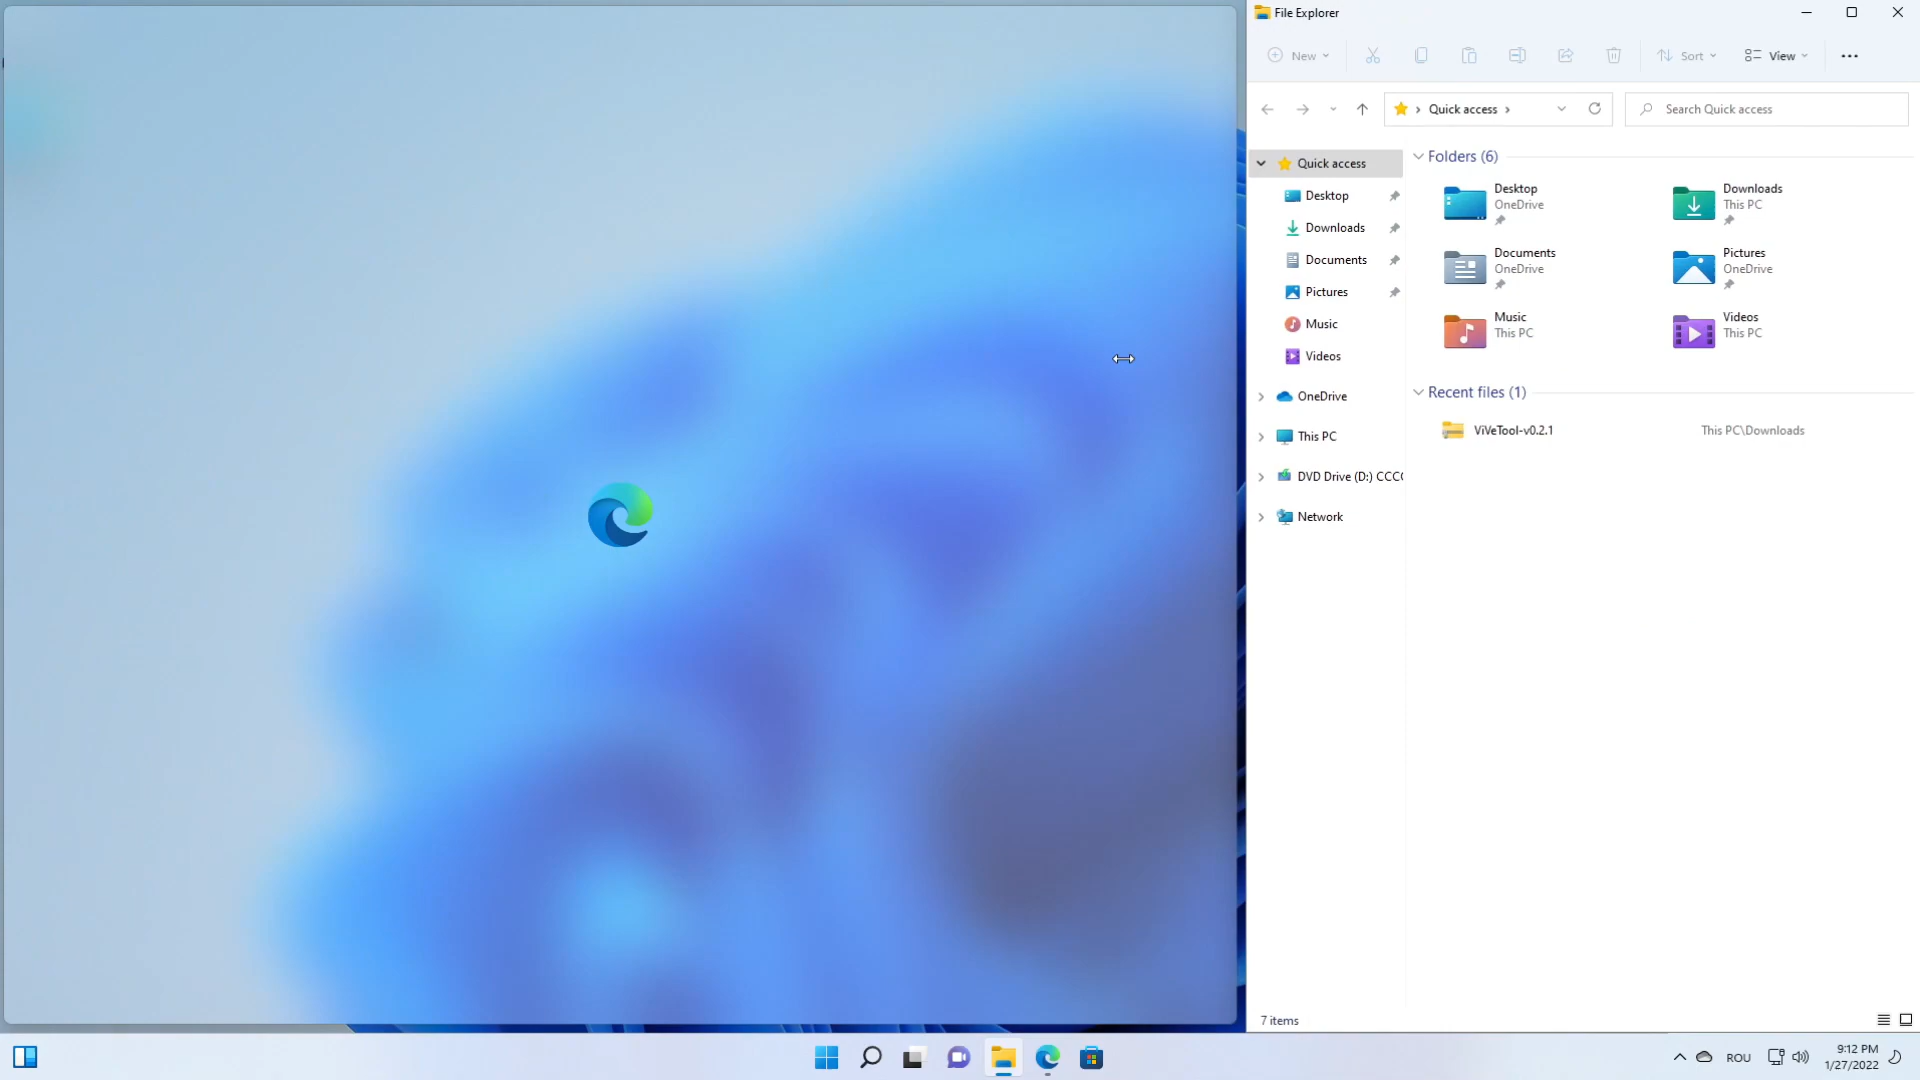 File Explorer
New
Sort
View
Quick access
Search Quick access
Quick access
Desktop
Downloads
Documents
Pictures
Music
Videos
OneDrive
This PC
DVD Drive (D:) CCC
Network
Folders (6)
Desktop
OneDrive
Downloads
This PC
Documents
OneDrive
Pictures
OneDrive
Music
This PC
Videos
This PC
Recent files (1)
ViVeTool-v0.2.1
This PC\Downloads
7 items
ROU
9:12 PM
1/27/2022